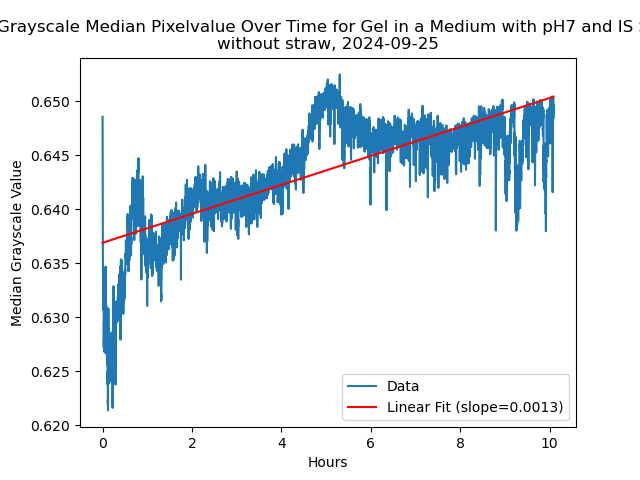 Grayscale Median Pixelvalue Over Time for Gel in a Medium with pH7 and IS
without straw, 2024-09-25
Median Grayscale Value
0.650
0.645
0.640
0.635
0.630
0.625
0.620
Data
Linear Fit (slope=0.0013)
0 2 4 6 8 10
Hours